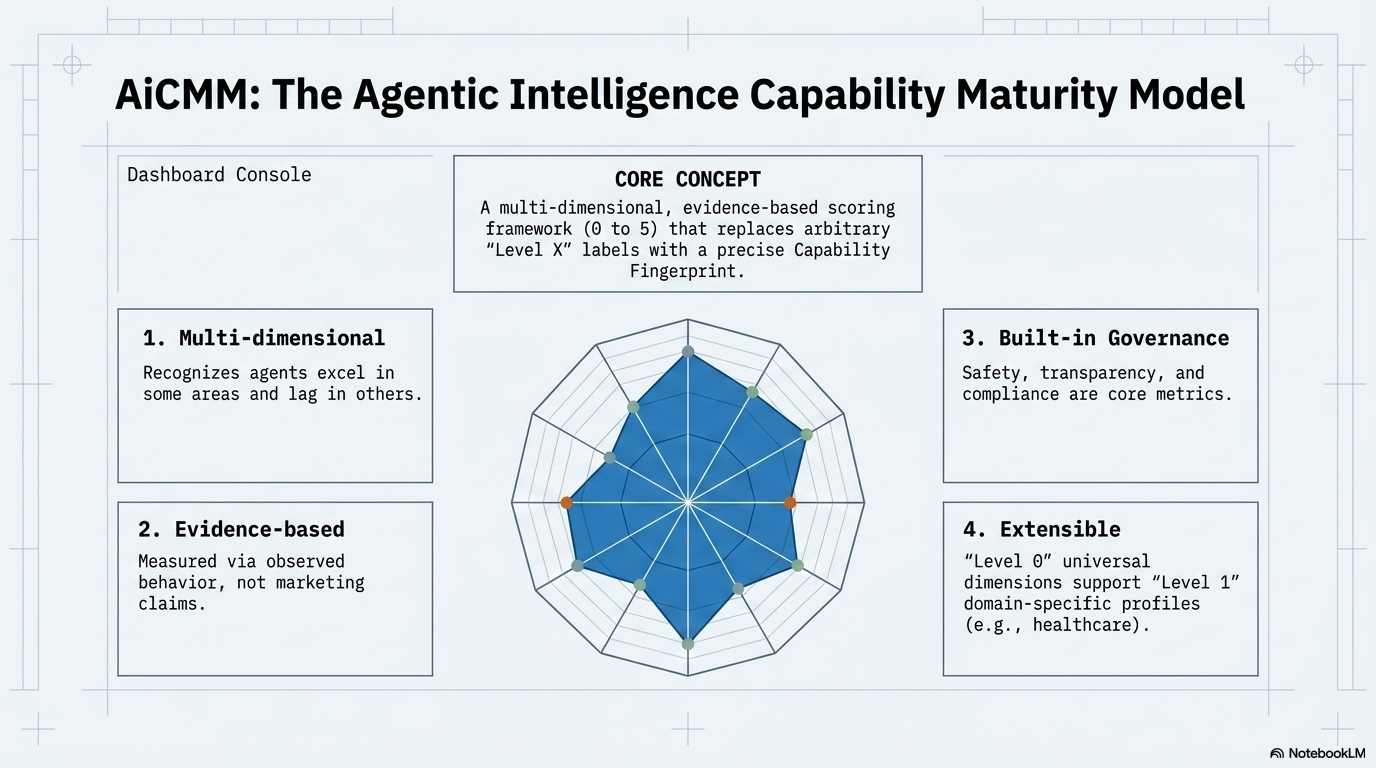 AiCMM: The Agentic Intelligence Capability Maturity Model
Dashboard Console
CORE CONCEPT
A multi-dimensional, evidence-based scoring
framework (0 to 5) that replaces arbitrary
“Level X” labels with a precise Capability
Fingerprint.
1. Multi-dimensional
Recognizes agents excel in
some areas and lag in others.
2. Evidence-based
Measured via observed
behavior, not marketing
claims.
3. Built-in Governance
Safety, transparency, and
compliance are core metrics.
4. Extensible
“Level 0” universal
dimensions support “Level 1”
domain-specific profiles
(e.g., healthcare).
NotebookLM